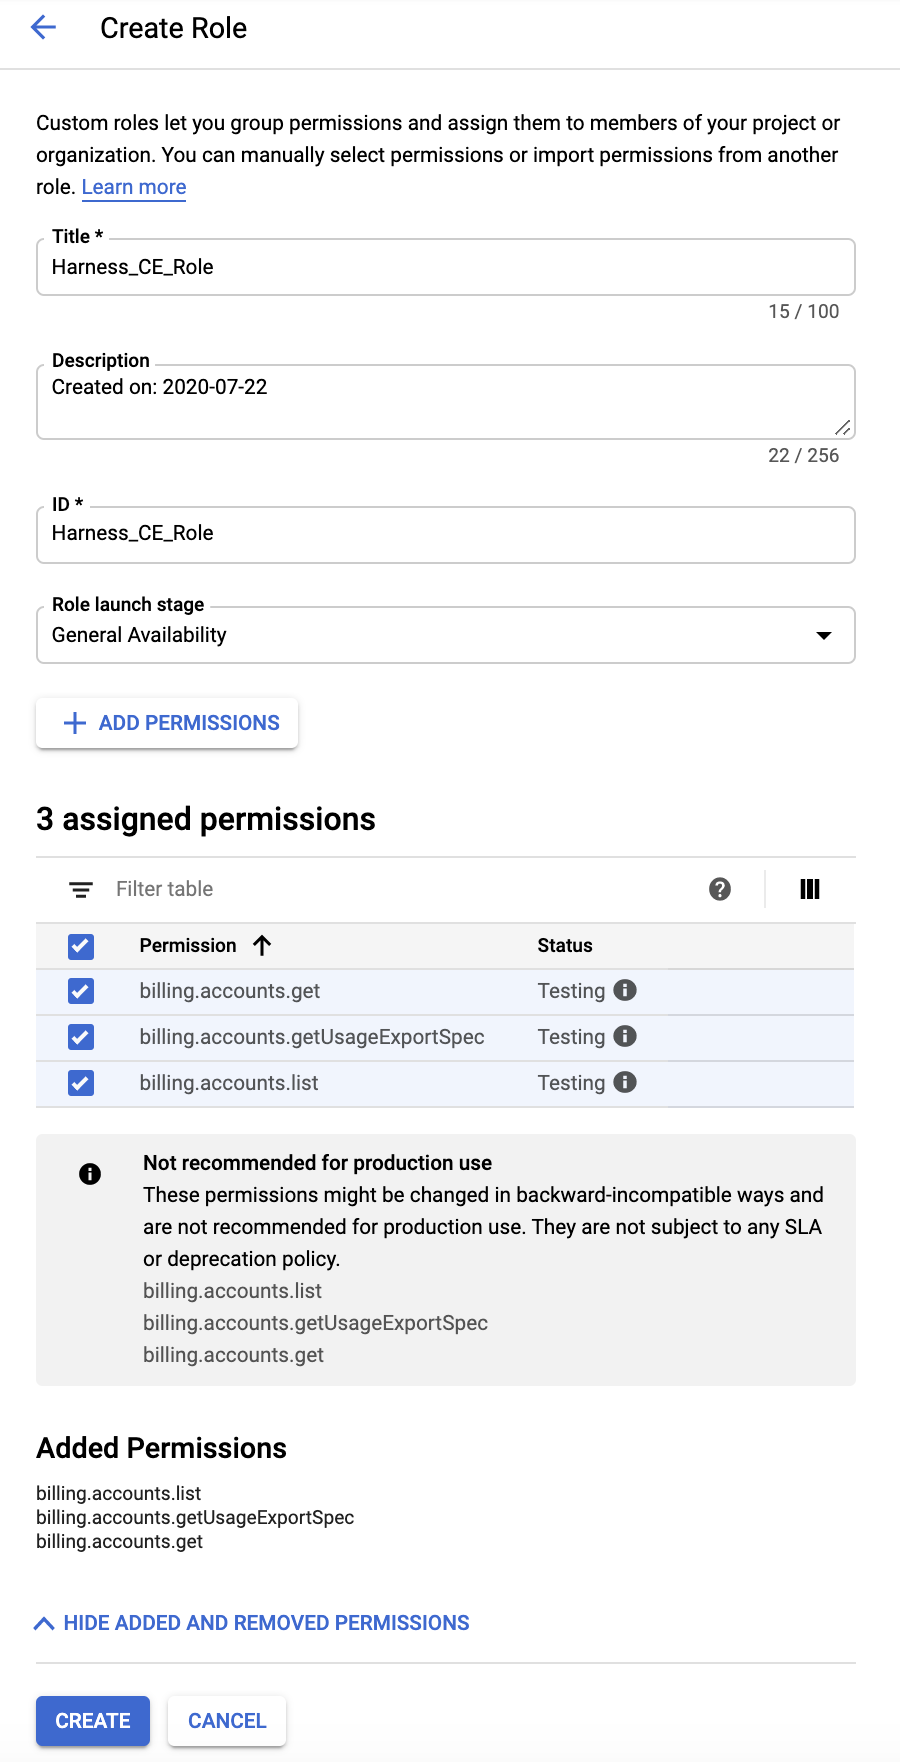 Create Role
Custom roles let you group permissions and assign them to members of your project or
organization. You can manually select permissions or import permissions from another
role. Learn more
Title *
Harness_CE_Role
15 / 100
Description
Created on: 2020-07-22
22 / 256
ID *
Harness_CE_Role
Role launch stage
General Availability
ADD PERMISSIONS
3 assigned permissions
Filter table
Permission Status
billing.accounts.get Testing
billing.accounts.getUsageExportSpec Testing
billing.accounts.list Testing
Not recommended for production use
These permissions might be changed in backward-incompatible ways and
are not recommended for production use. They are not subject to any SLA
or deprecation policy.
billing.accounts.list
billing.accounts.getUsageExportSpec
billing.accounts.get
Added Permissions
billing.accounts.list
billing.accounts.getUsageExportSpec
billing.accounts.get
HIDE ADDED AND REMOVED PERMISSIONS
CREATE CANCEL